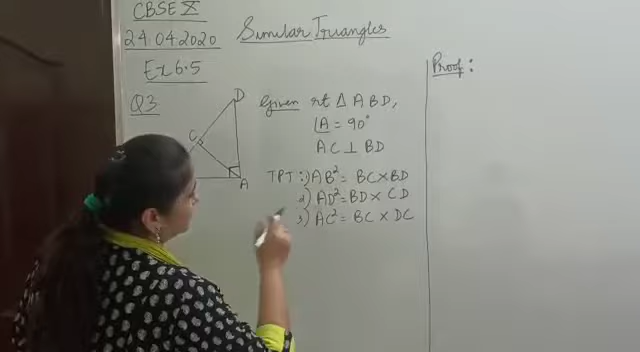 CBSE X
24.04.2020
Ex 6.5
Similar Triangles
Q3
D
C
A
Given rt Δ ABD,
∠A = 90°
AC ⊥ BD
TPT :1) AB² = BC × BD
2) AD² = BD × CD
3) AC² = BC × DC
Proof :